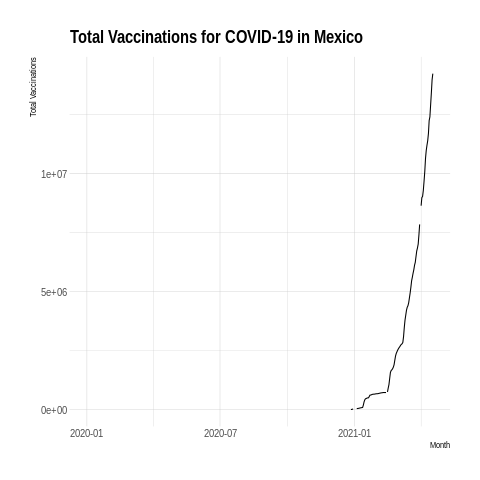 Total Vaccinations for COVID-19 in Mexico
Total Vaccinations
1e+07
5e+06
0e+00
2020-01 2020-07 2021-01
Month